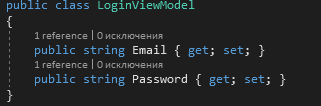 public class LoginViewModel
{
1 reference | 0 исключения
public string Email { get; set; }
1 reference | 0 исключения
public string Password { get; set; }
}